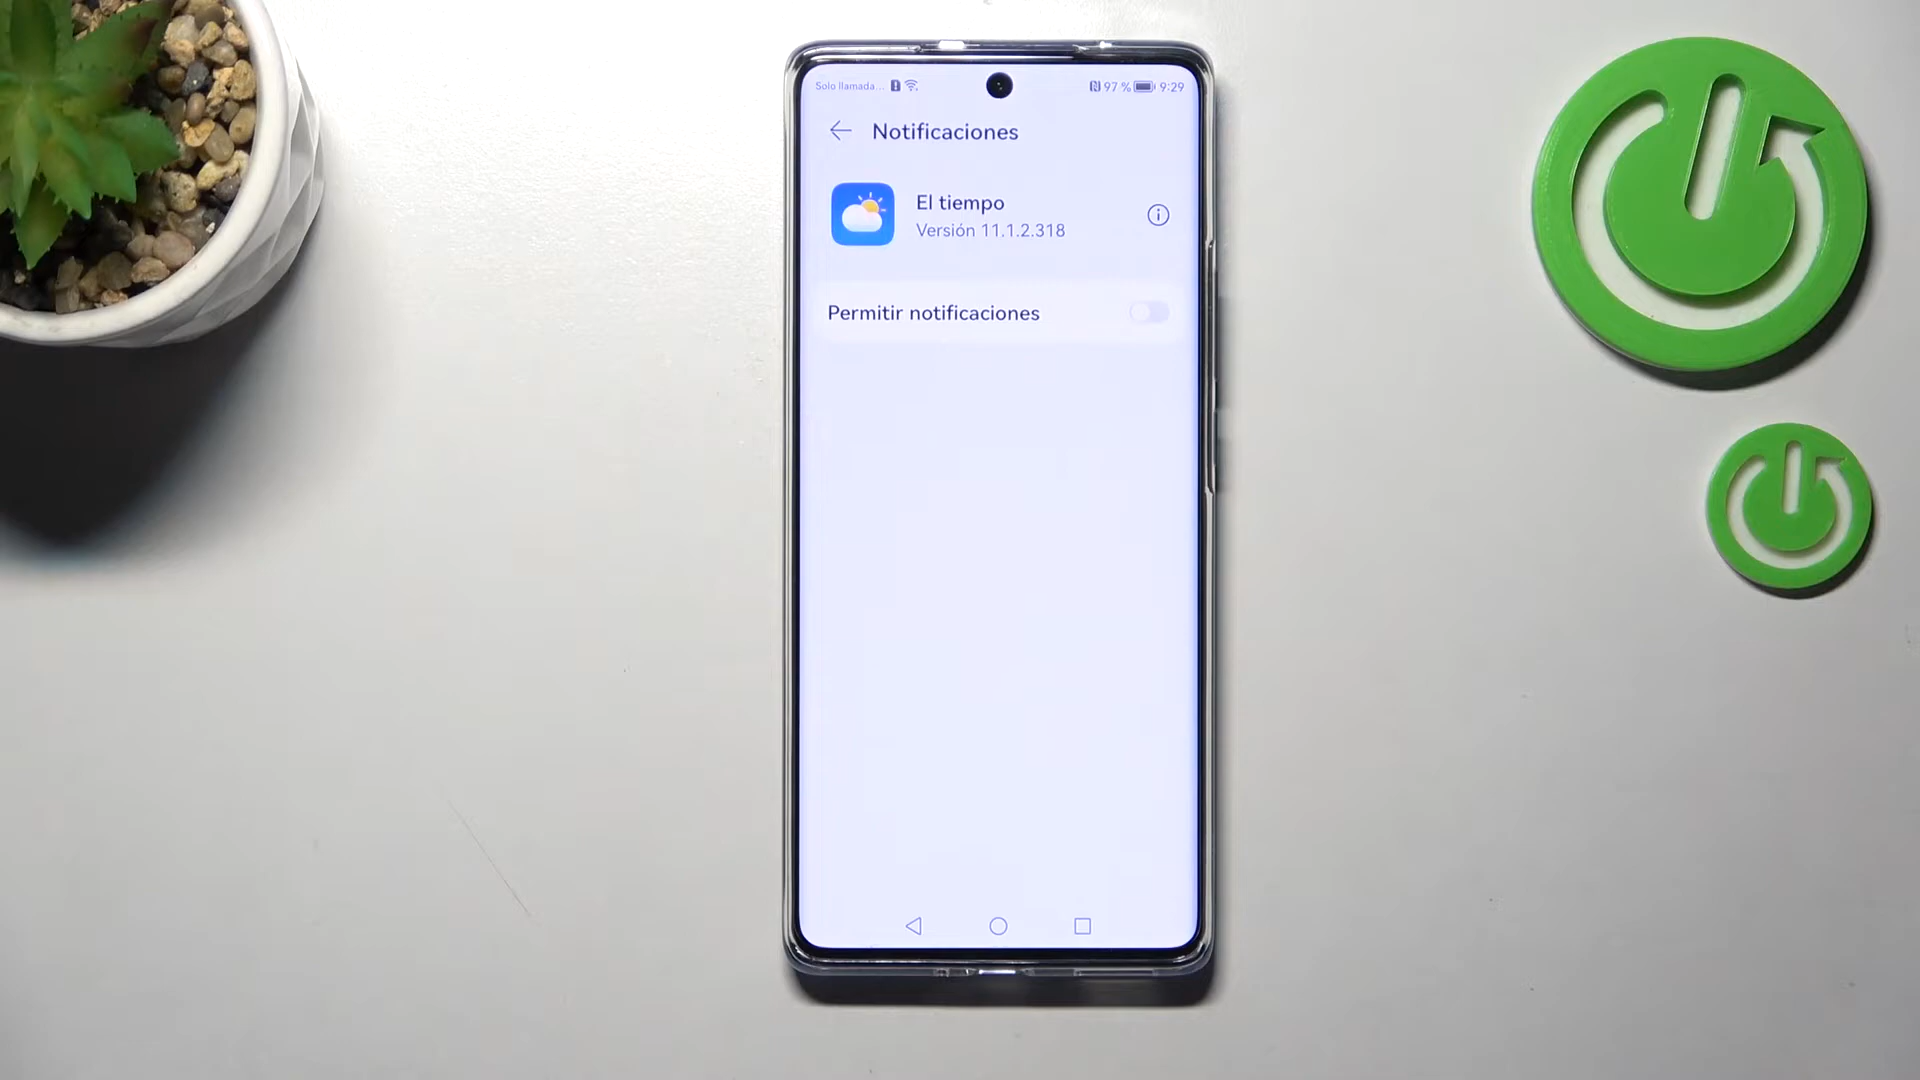 Solo llamada... 97 % 9:29
Notificaciones
El tiempo
Versión 11.1.2.318
Permitir notificaciones